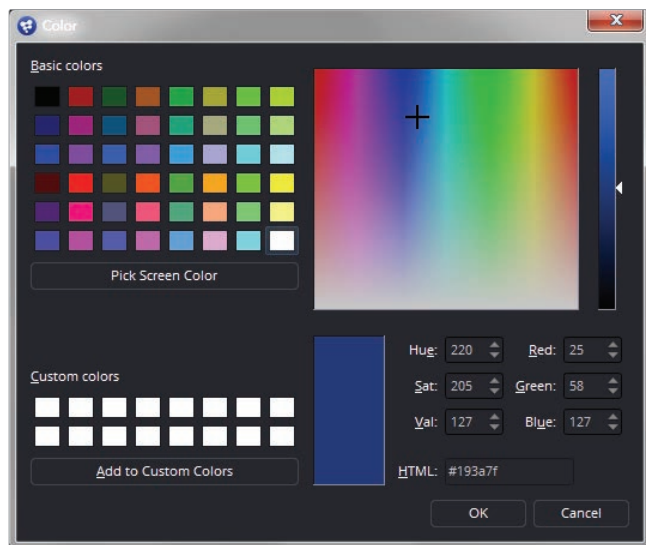 Color
Basic colors
Pick Screen Color
Custom colors
Add to Custom Colors
Hue: 220 Red: 25
Sat: 205 Green: 58
Val: 127 Blue: 127
HTML: #193a7f
OK Cancel